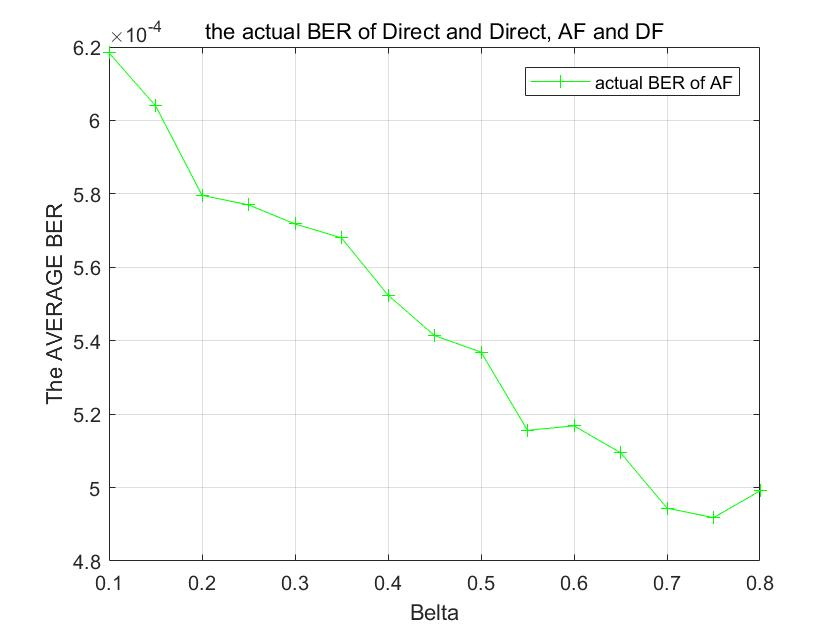 the actual BER of Direct and Direct, AF and DF
×10-4
actual BER of AF
6.2
6
5.8
5.6
5.4
5.2
5
4.8
The AVERAGE BER
0.1 0.2 0.3 0.4 0.5 0.6 0.7 0.8
Belta